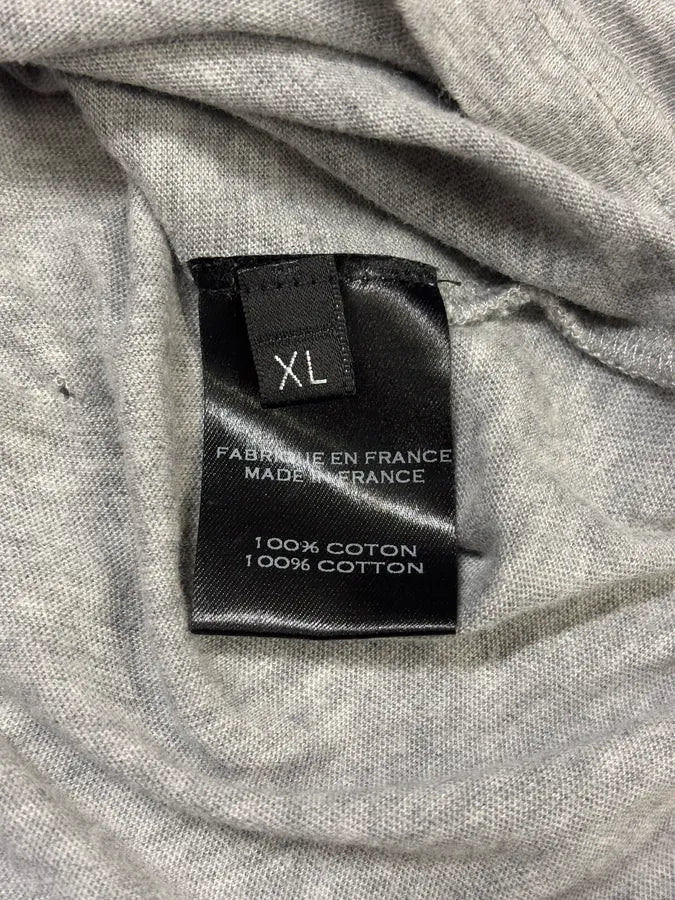 XL
FABRIQUE EN FRANCE
MADE IN FRANCE
100% COTON
100% COTTON